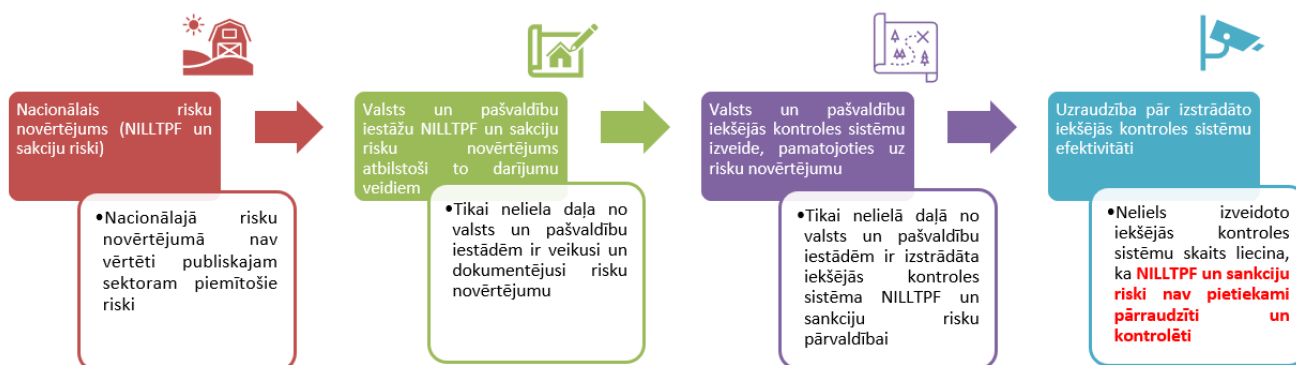 Nacionālais risku
novērtējums (NILLTPF un
sakciju riski)
•Nacionālajā risku
novērtējumā nav
vērtēti publiskajam
sektoram piemītošie
riski
Valsts un pašvaldību
iestāžu NILLTPF un sakciju
risku novērtējums
atbilstoši to darījumu
veidiem
•Tikai neliela daļa no
valsts un pašvaldību
iestādēm ir veikusi un
dokumentējusi risku
novērtējumu
Valsts un pašvaldību
iekšējās kontroles sistēmu
izveide, pamatojoties uz
risku novērtējumu
•Tikai nelielā daļā no
valsts un pašvaldību
iestādēm ir izstrādāta
iekšējās kontroles
sistēma NILLTPF un
sankciju risku
pārvaldībai
Uzraudzība pār izstrādāto
iekšējās kontroles sistēmu
efektivitāti
•Neliels izveidoto
iekšējās kontroles
sistēmu skaits liecina,
ka NILLTPF un sankciju
riski nav pietiekami
pārraudzīti un
kontrolēti